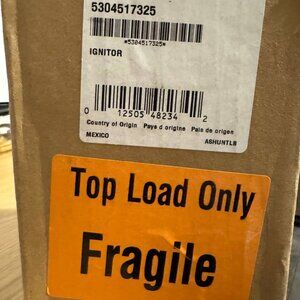 5304517325
*5304517325*
IGNITOR
0 12505 48234 2
Country of Origin Pays d origine Pais de origen
MEXICO ASHUNTLB
Top Load Only
Fragile